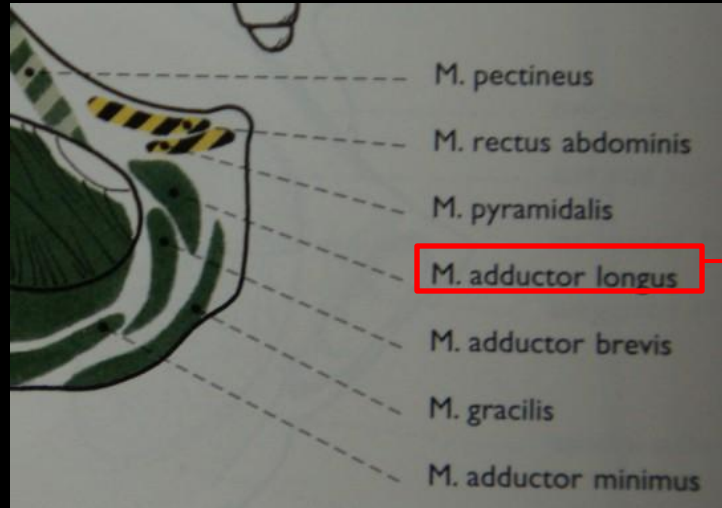 M. pectineus
M. rectus abdominis
M. pyramidalis
M. adductor longus
M. adductor brevis
M. gracilis
M. adductor minimus